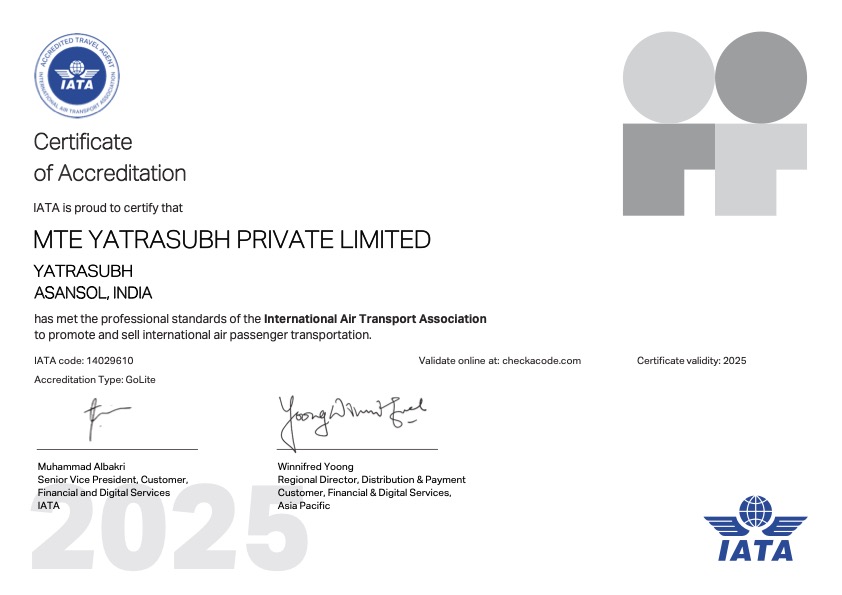 ACCREDITED TRAVEL AGENT
IATA
INTERNATIONAL AIR TRANSPORT ASSOCIATION
Certificate
of Accreditation
IATA is proud to certify that
MTE YATRASUBH PRIVATE LIMITED
YATRASUBH
ASANSOL, INDIA
has met the professional standards of the International Air Transport Association
to promote and sell international air passenger transportation.
IATA code: 14029610 Validate online at: checkacode.com Certificate validity: 2025
Accreditation Type: GoLite
Muhammad Albakri
Senior Vice President, Customer,
Financial and Digital Services
IATA
Winnifred Yoong
Regional Director, Distribution & Payment
Customer, Financial & Digital Services,
Asia Pacific
2025
IATA